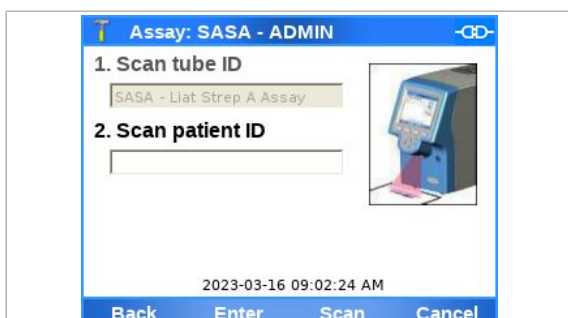 Assay: SASA - ADMIN
1. Scan tube ID
SASA - Liat Strep A Assay
2. Scan patient ID
2023-03-16 09:02:24 AM
Back Enter Scan Cancel